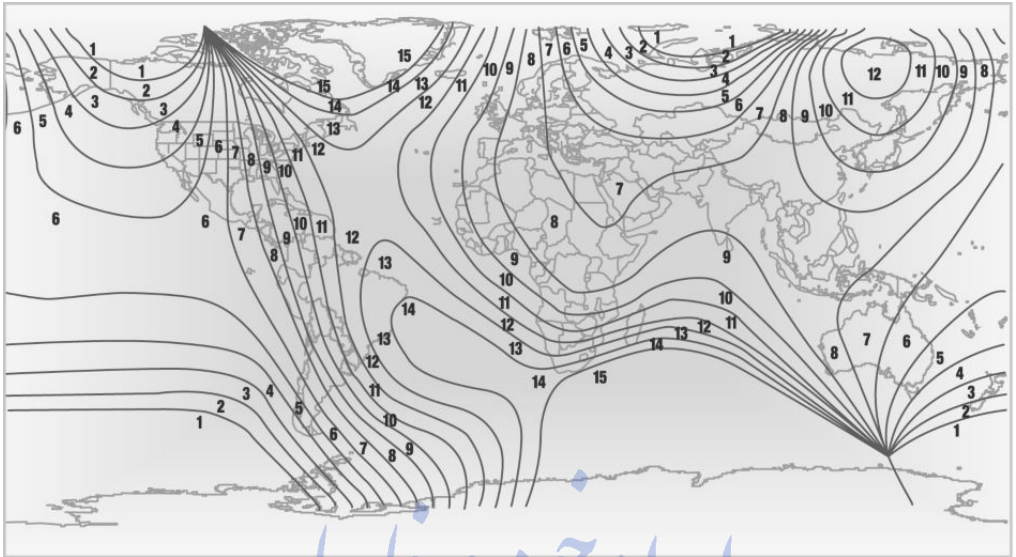 1 15 7 6 5 4 3 2 1 1
2 1 15 14 13 11 10 9 8 2 12 11 10 9 8
3 2 14 12 3 4
4 3 13 5 6 11 10
6 5 4 7 8 9
5 6 7 8 9 10 11 12
7
6 6 7 8 9 10 11 12 8
13 9 9
10 10
14 11 11
12 12
13 13 13 7 6
12 14 8 5
14 15 4
3 4 11 3
2 5 10 2
1 6 1
7 8 9